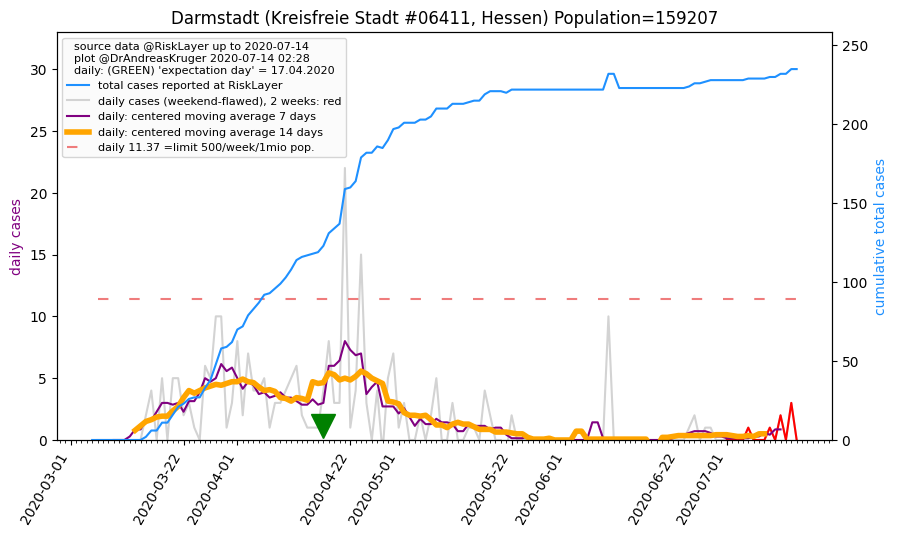 Darmstadt (Kreisfreie Stadt #06411, Hessen) Population=159207
source data @RiskLayer up to 2020-07-14
plot @DrAndreasKruger 2020-07-14 02:28
daily: (GREEN) 'expectation day' = 17.04.2020
total cases reported at RiskLayer
daily cases (weekend-flawed), 2 weeks: red
daily: centered moving average 7 days
daily: centered moving average 14 days
daily 11.37 =limit 500/week/1mio pop.
daily cases
30
25
20
15
10
5
0
250
200
150
100
50
0
cumulative total cases
2020-03-01
2020-03-22
2020-04-01
2020-04-22
2020-05-01
2020-05-22
2020-06-01
2020-06-22
2020-07-01